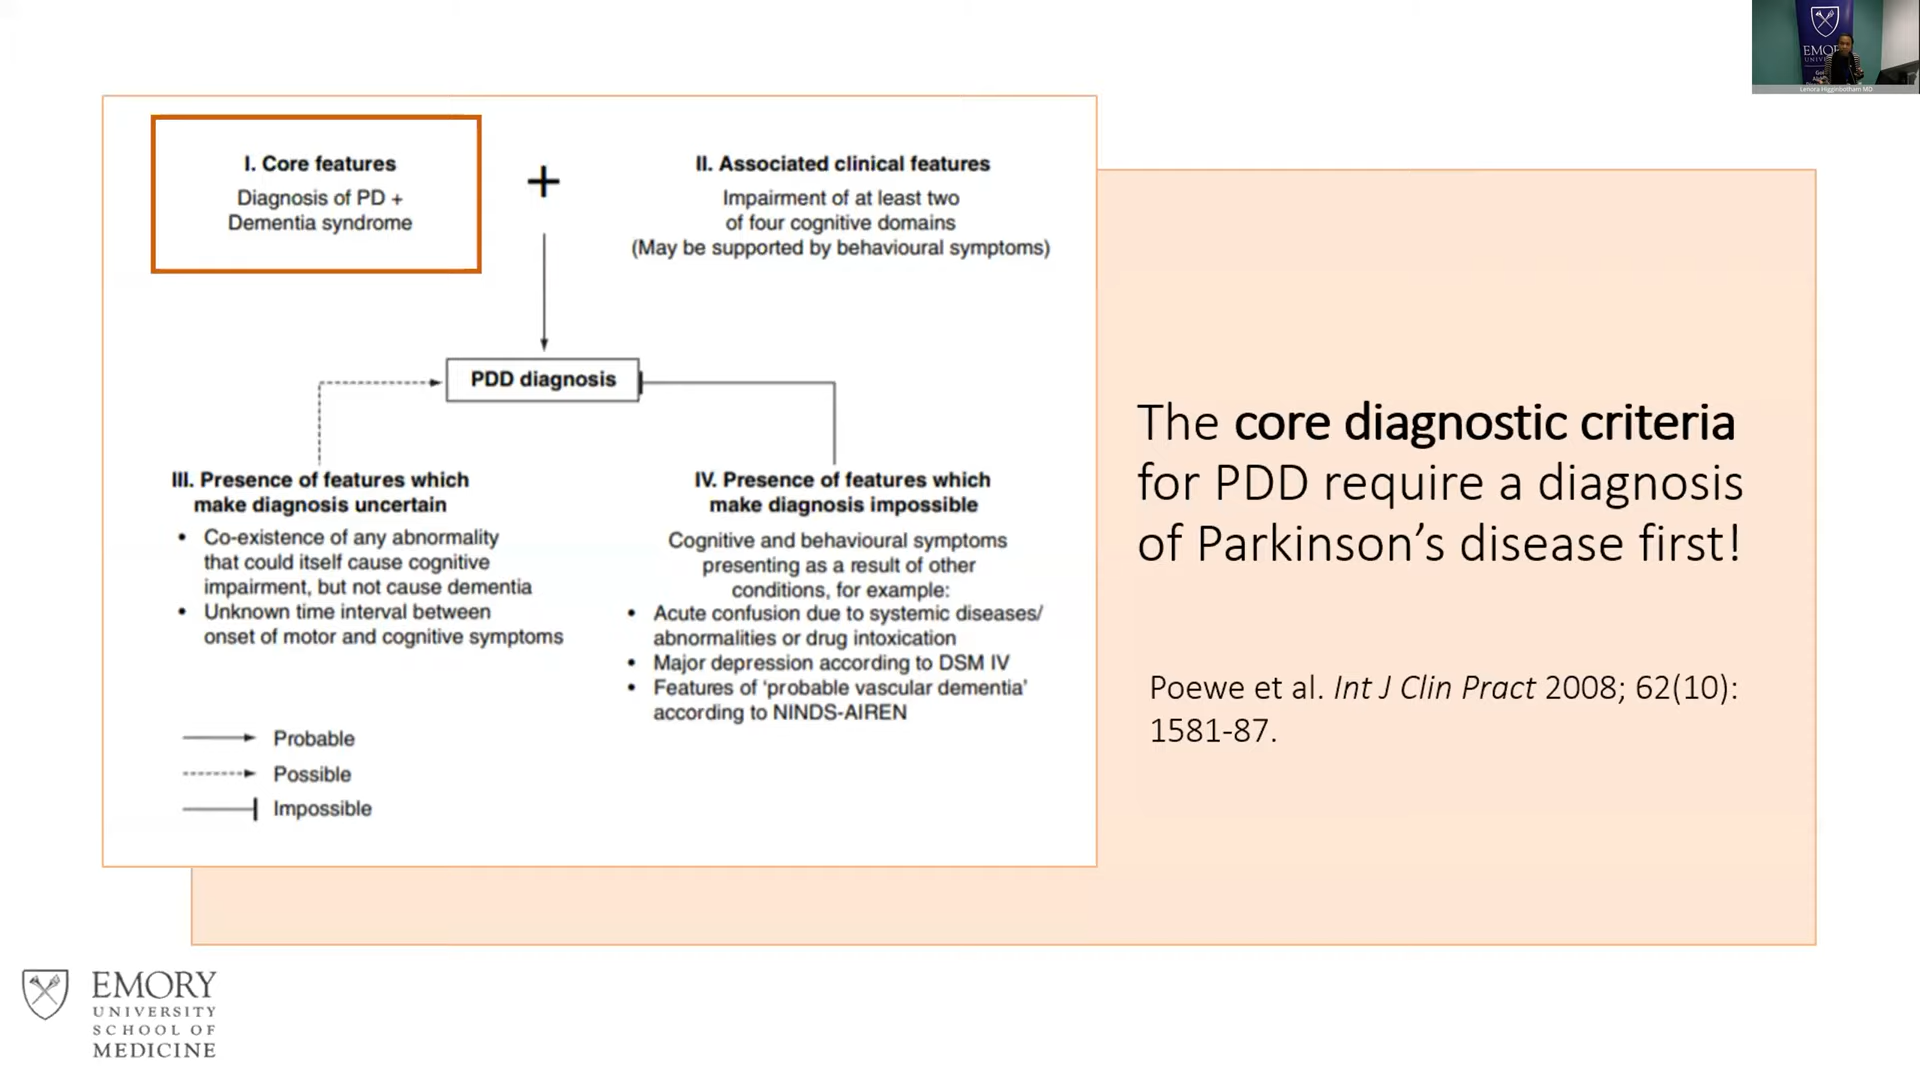 I. Core features
Diagnosis of PD +
Dementia syndrome
+
II. Associated clinical features
Impairment of at least two
of four cognitive domains
(May be supported by behavioural symptoms)
PDD diagnosis
III. Presence of features which
make diagnosis uncertain
• Co-existence of any abnormality
that could itself cause cognitive
impairment, but not cause dementia
• Unknown time interval between
onset of motor and cognitive symptoms
IV. Presence of features which
make diagnosis impossible
Cognitive and behavioural symptoms
presenting as a result of other
conditions, for example:
• Acute confusion due to systemic diseases/
abnormalities or drug intoxication
• Major depression according to DSM IV
• Features of ‘probable vascular dementia’
according to NINDS-AIREN
Probable
Possible
Impossible
The core diagnostic criteria
for PDD require a diagnosis
of Parkinson’s disease first!
Poewe et al. Int J Clin Pract 2008; 62(10):
1581-87.
EMORY
UNIVERSITY
SCHOOL OF
MEDICINE
Lenora Higginbotham MD